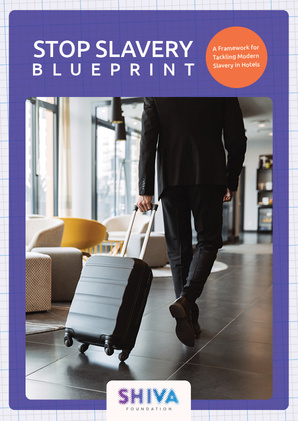 STOP SLAVERY
BLUEPRINT
A Framework for
Tackling Modern
Slavery in Hotels
SHIVA
FOUNDATION